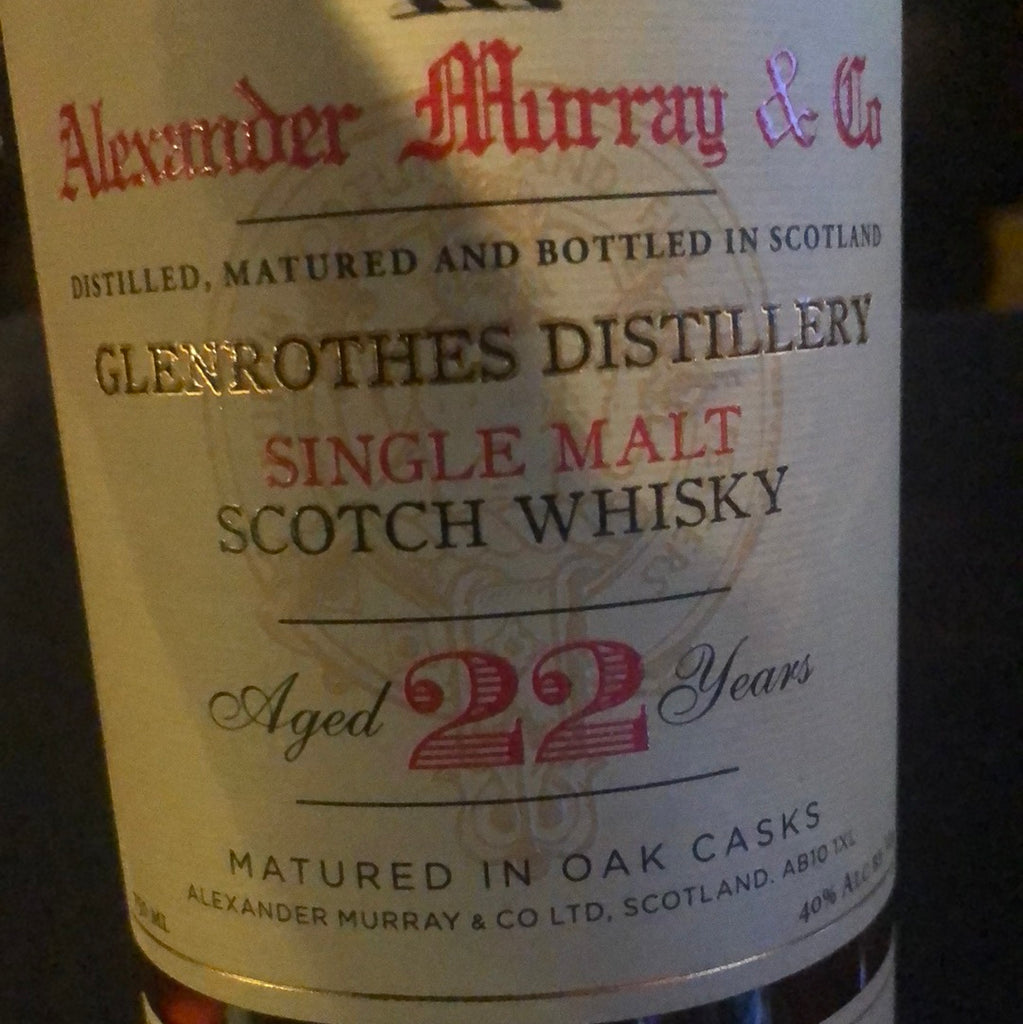 Alexander Murray & Co
DISTILLED, MATURED AND BOTTLED IN SCOTLAND
GLENROTHES DISTILLERY
SINGLE MALT
SCOTCH WHISKY
Aged 22 Years
MATURED IN OAK CASKS
ALEXANDER MURRAY & CO LTD, SCOTLAND. AB10 1XL
ML
40% ALC